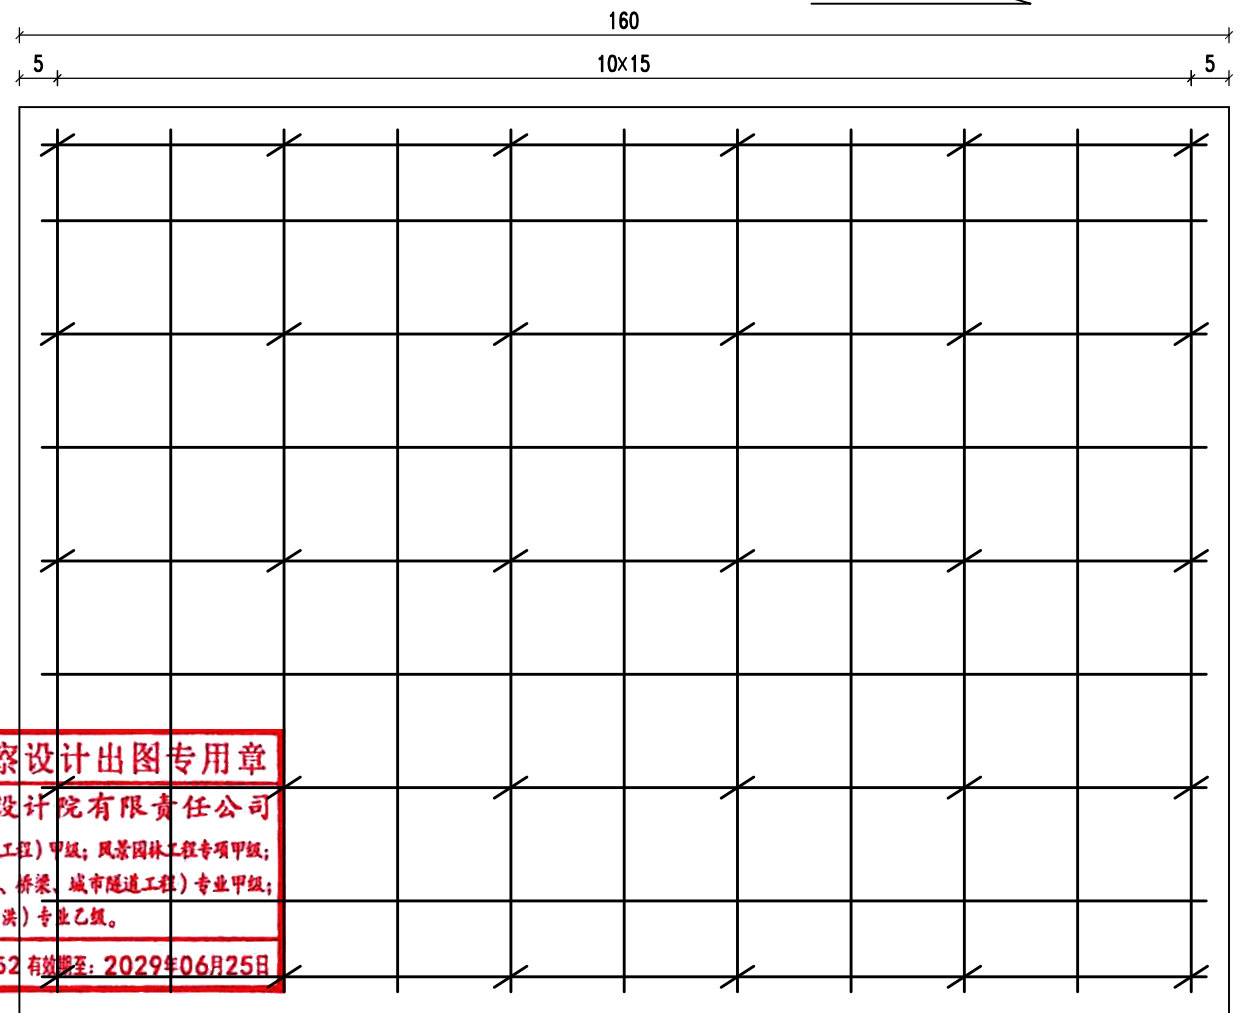 160
5 10×15 5
察设计出图专用章
设计院有限责任公司
工程）甲级；风景园林工程专项甲级；
、桥梁、城市隧道工程）专业甲级；
洪）专业乙级。
52 有效期至：2029年06月25日